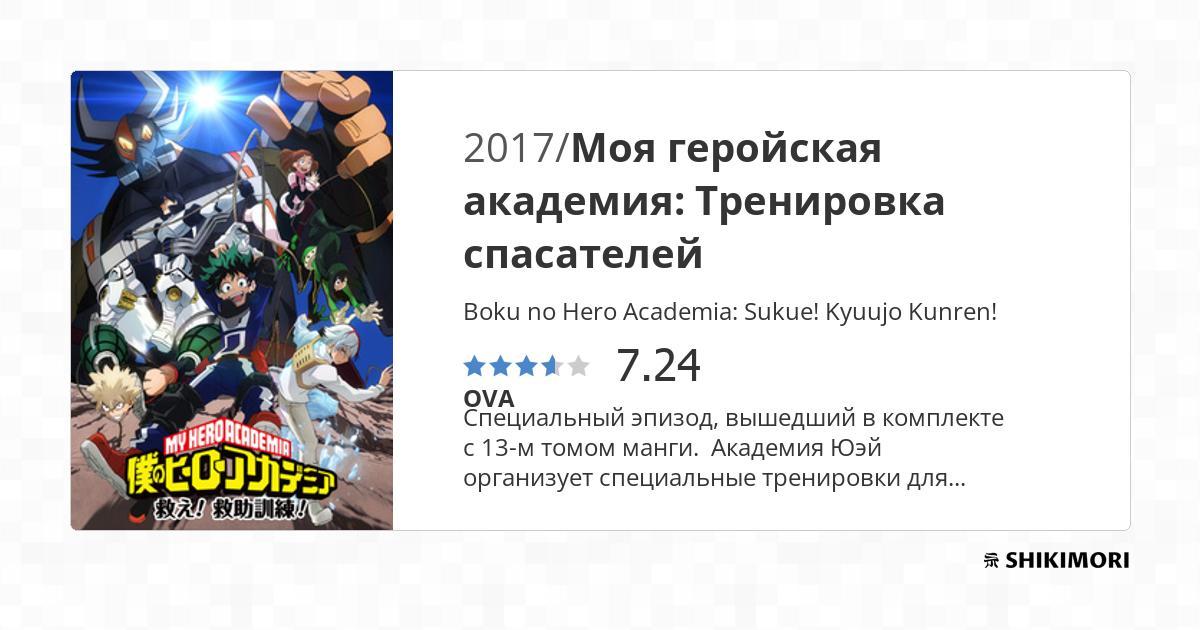 2017/Моя геройская
академия: Тренировка
спасателей
Boku no Hero Academia: Sukue! Kyuujo Kunren!
7.24
OVA
Специальный эпизод, вышедший в комплекте
с 13-м томом манги.  Академия Юэй
организует специальные тренировки для...
MY HERO ACADEMIA
僕のヒーローアカデミア
救え! 救助訓練!
SHIKIMORI